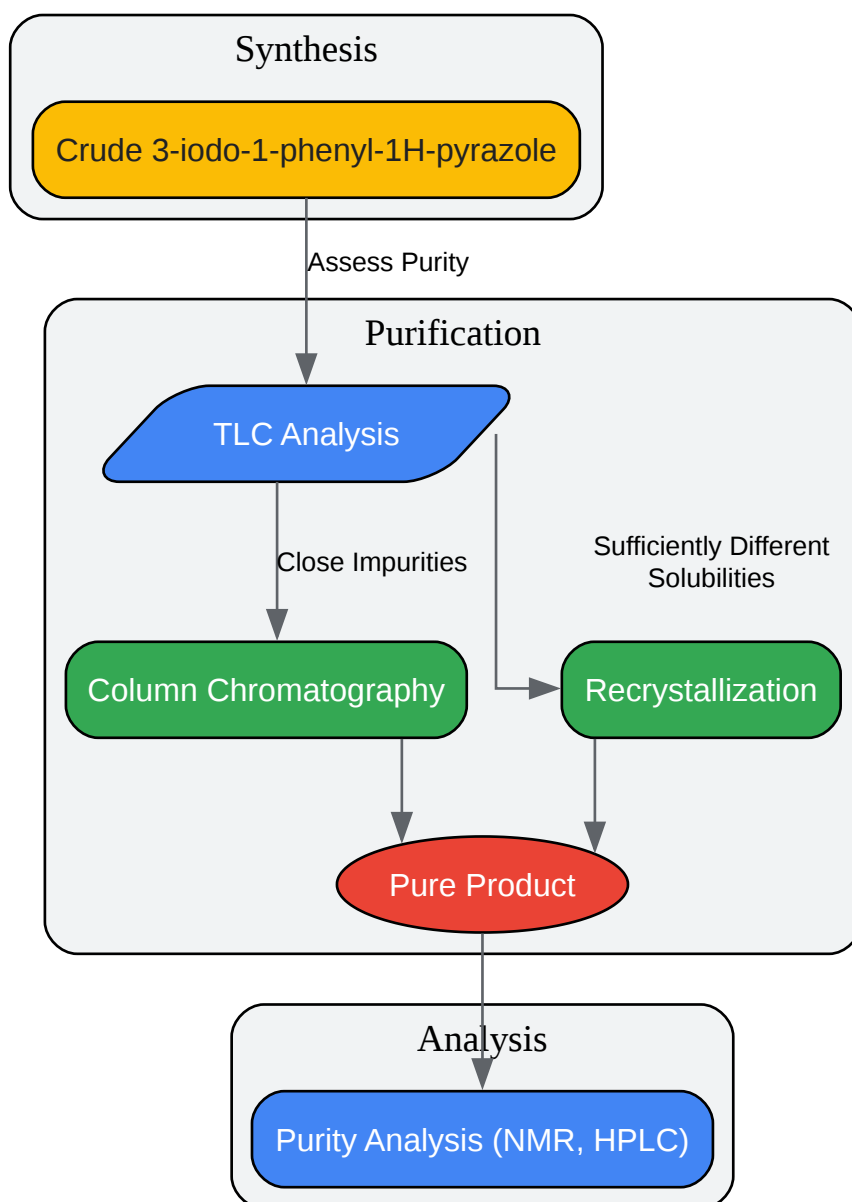 Synthesis
Crude 3-iodo-1-phenyl-1H-pyrazole
Assess Purity
Purification
TLC Analysis
Close Impurities
Sufficiently Different
Solubilities
Column Chromatography
Recrystallization
Pure Product
Analysis
Purity Analysis (NMR, HPLC)